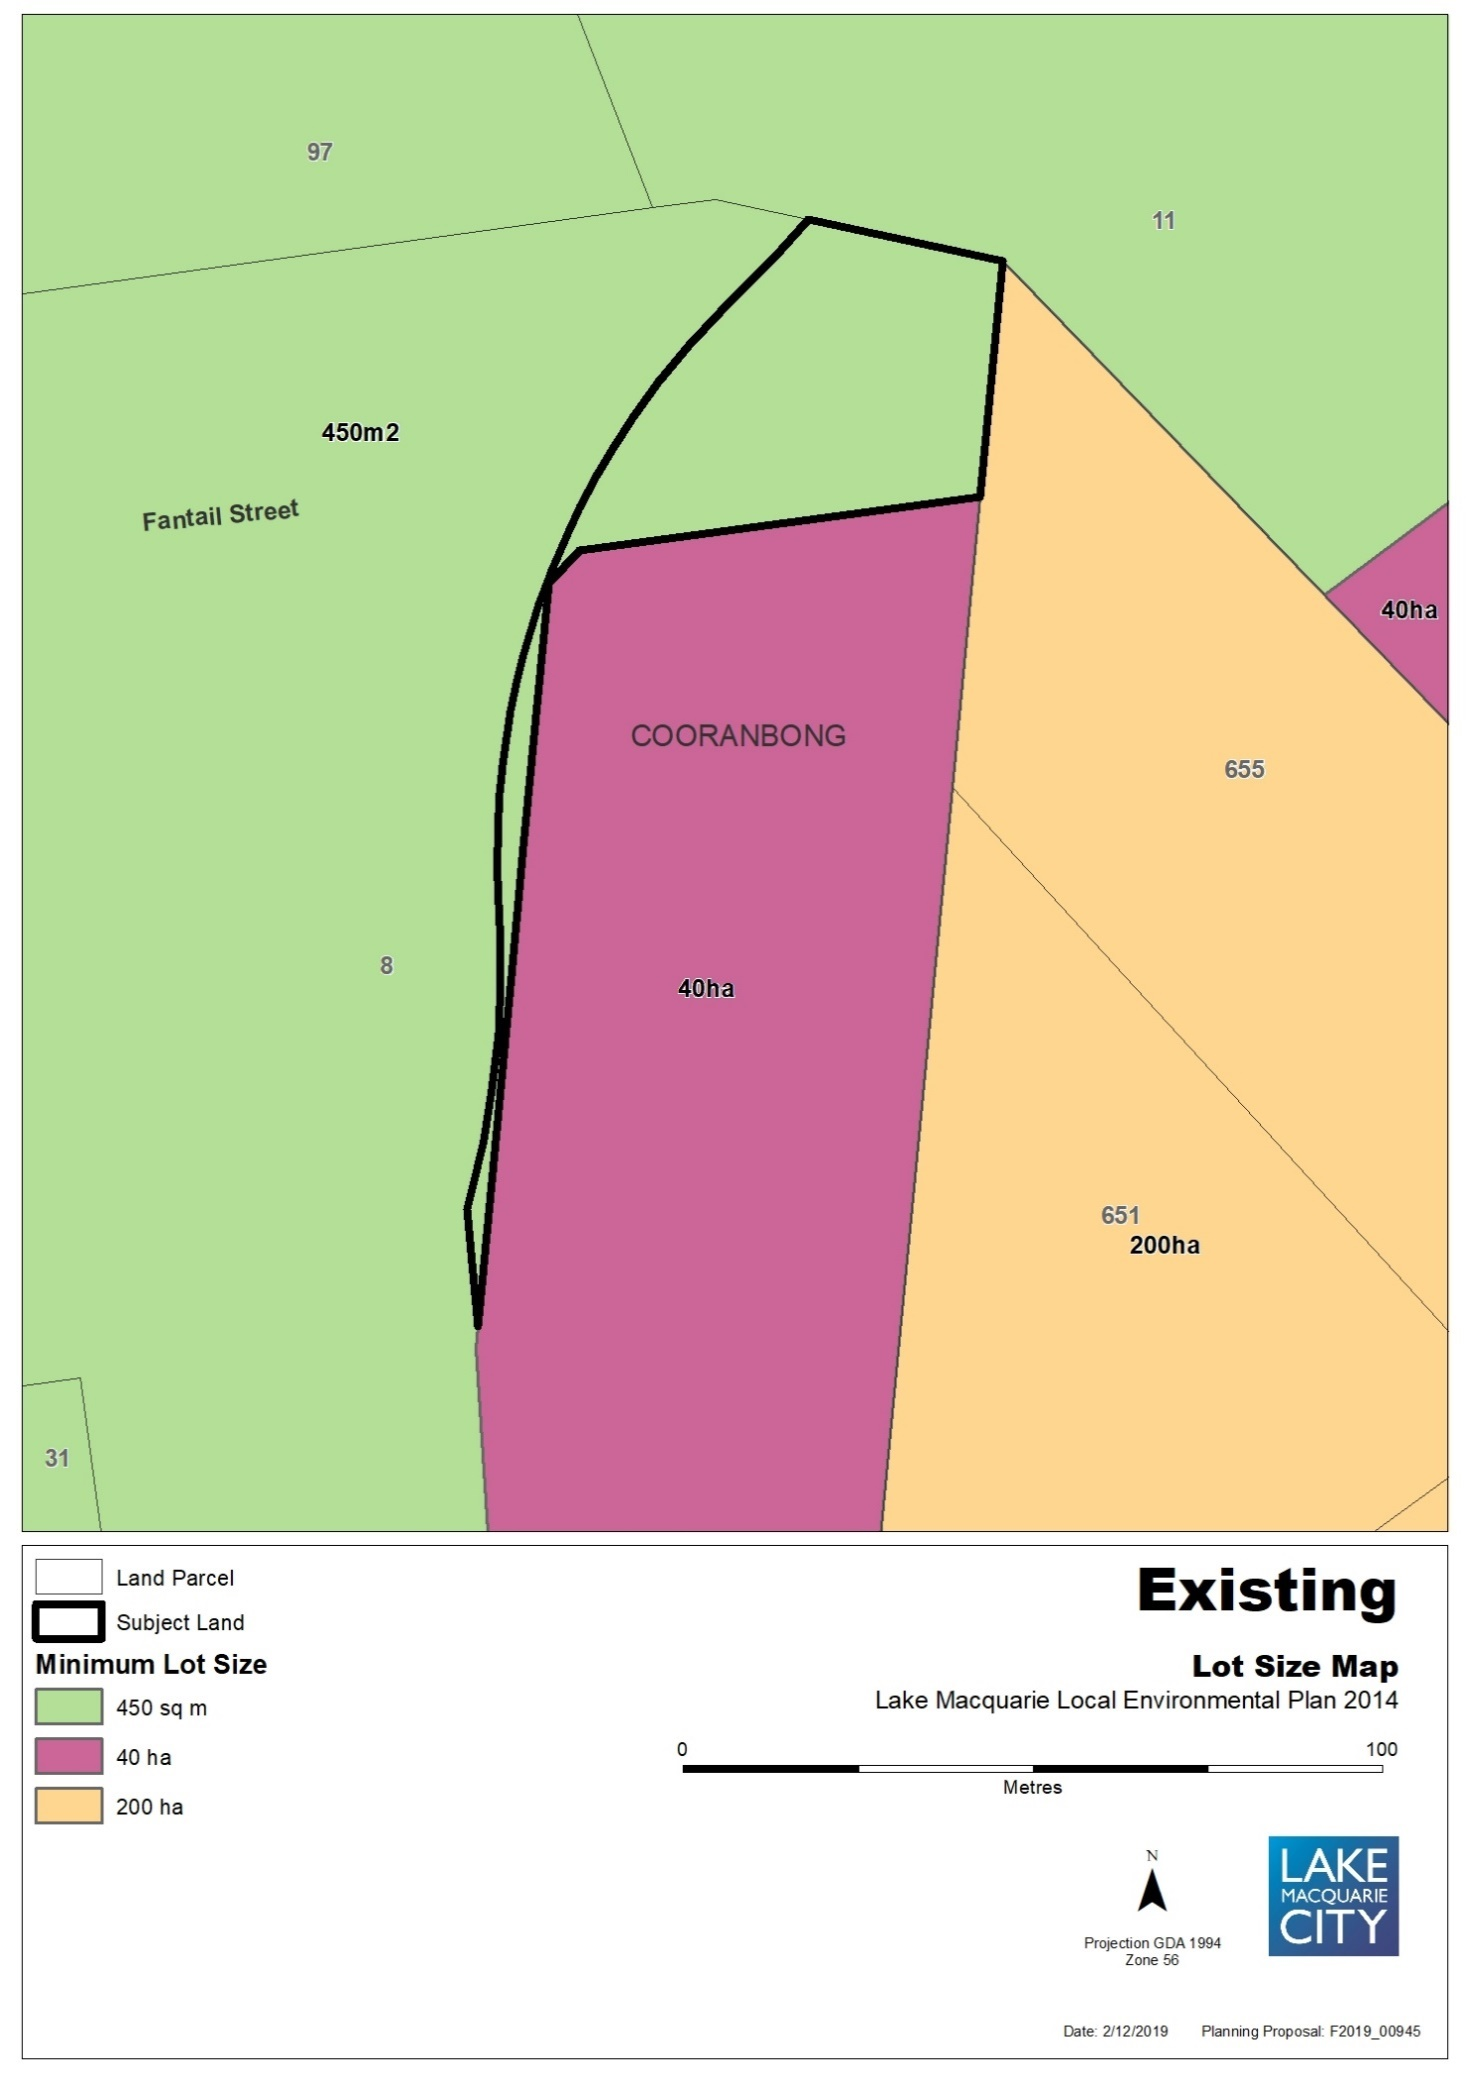 97
11
450m2
Fantail Street
40ha
COORANBONG
655
8
40ha
651
200ha
31
Land Parcel
Subject Land
Minimum Lot Size
450 sq m
40 ha
200 ha
Existing
Lot Size Map
Lake Macquarie Local Environmental Plan 2014
0 100
Metres
N
Projection GDA 1994
Zone 56
LAKE
MACQUARIE
CITY
Date: 2/12/2019 Planning Proposal: F2019_00945